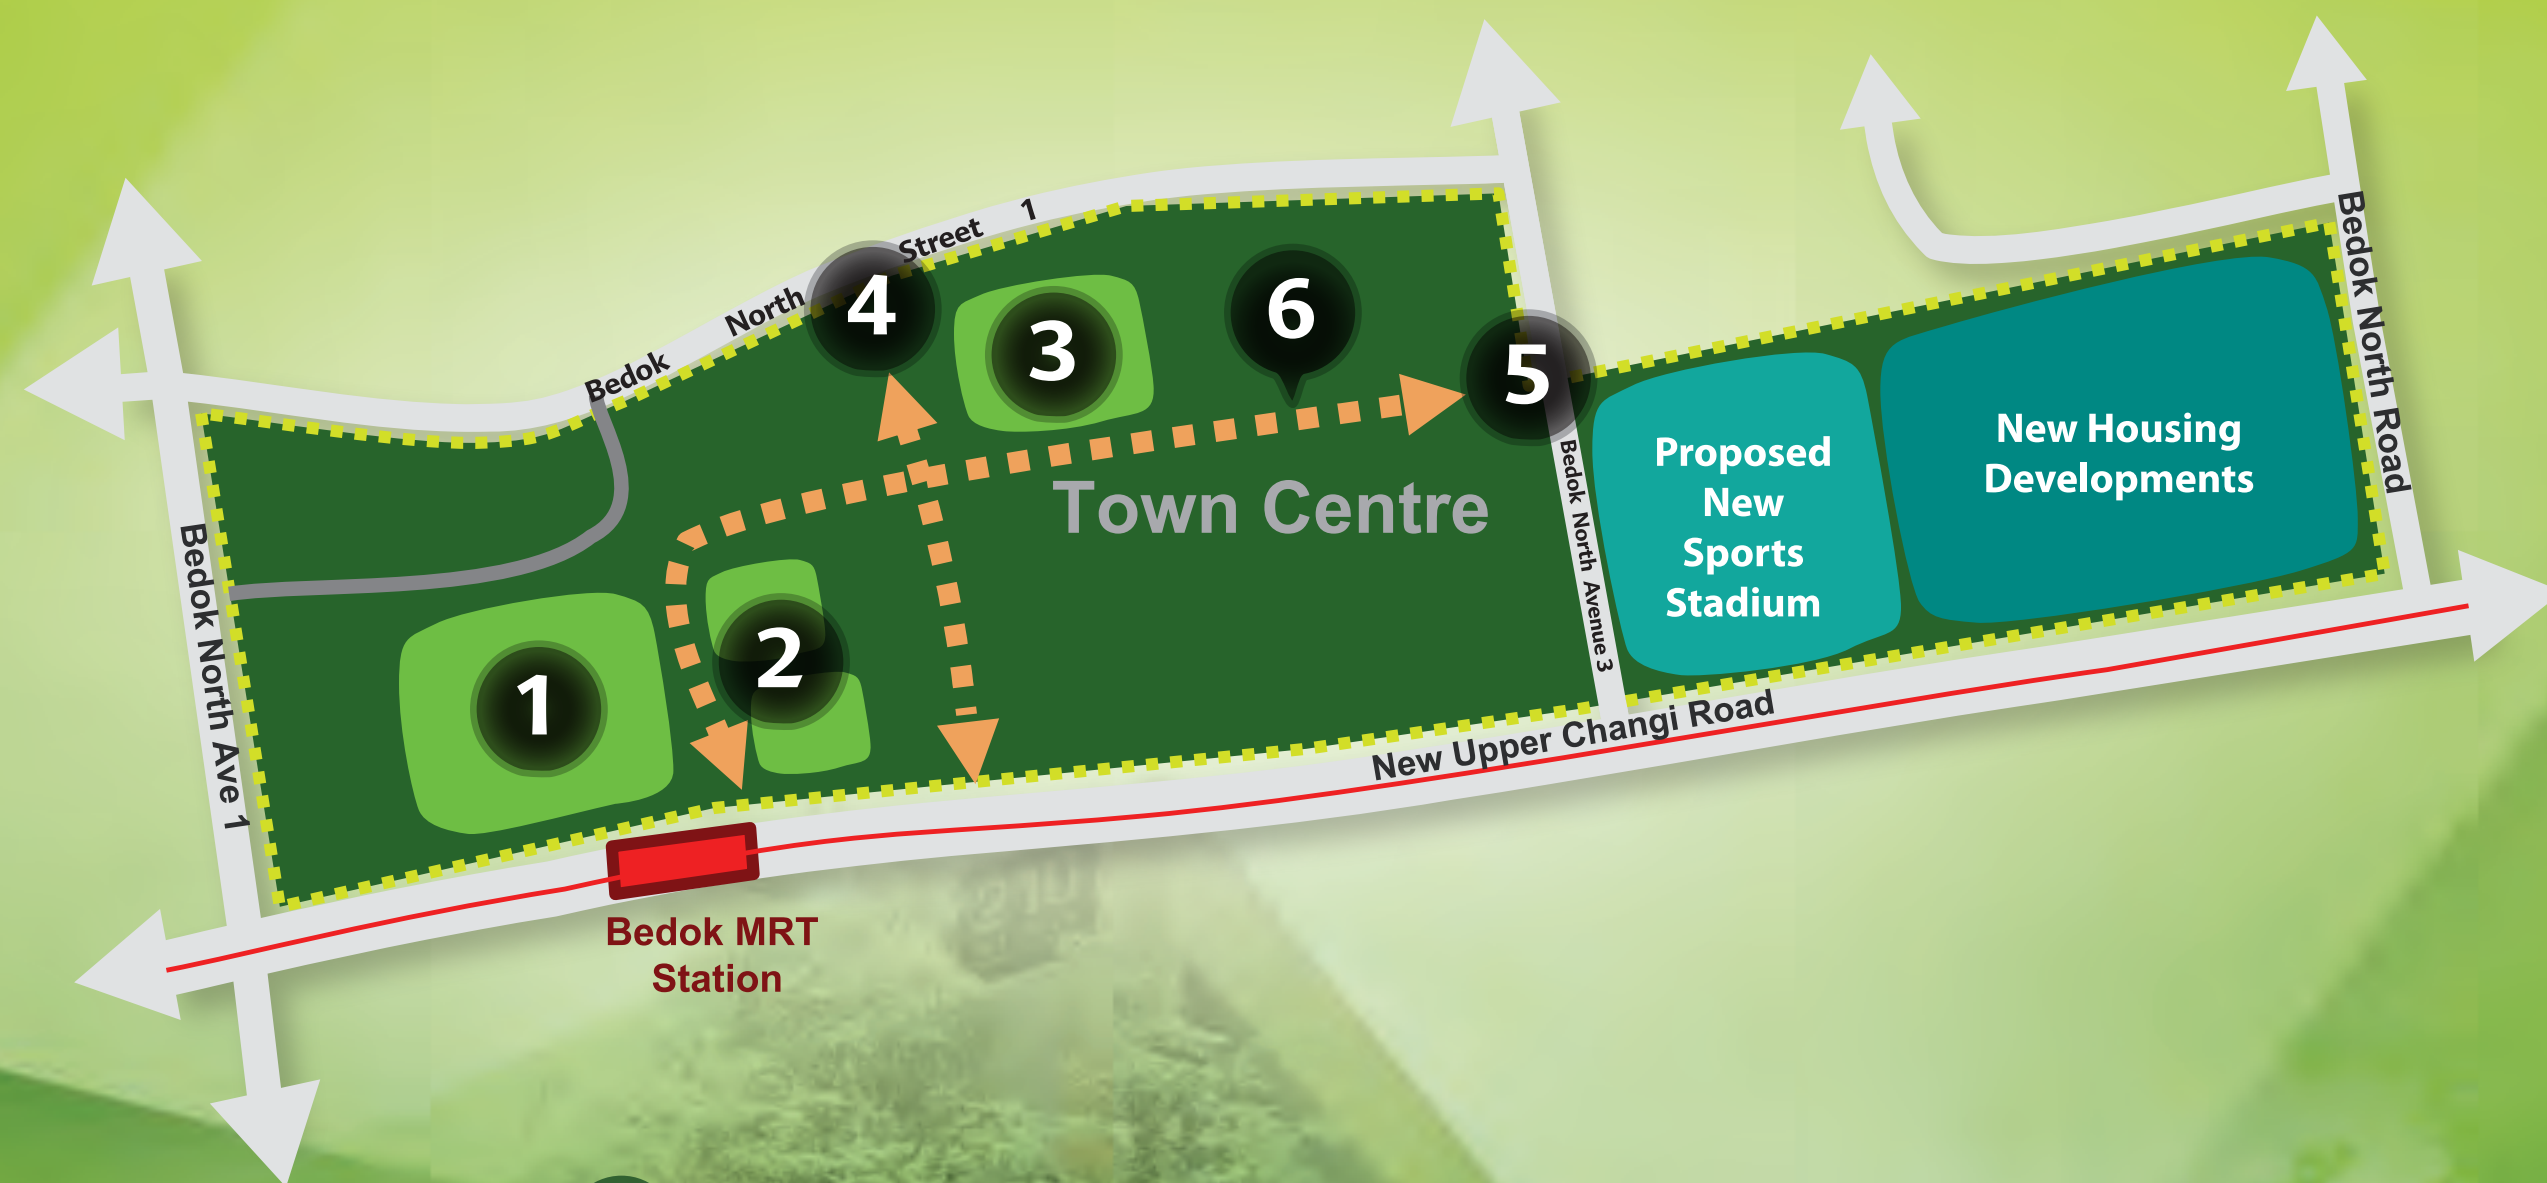 Bedok North Street 1
4
3
6
5
2
1
Town Centre
Proposed
New
Sports
Stadium
New Housing
Developments
Bedok North Road
Bedok North Avenue 3
Bedok North Ave 1
New Upper Changi Road
Bedok MRT
Station
210